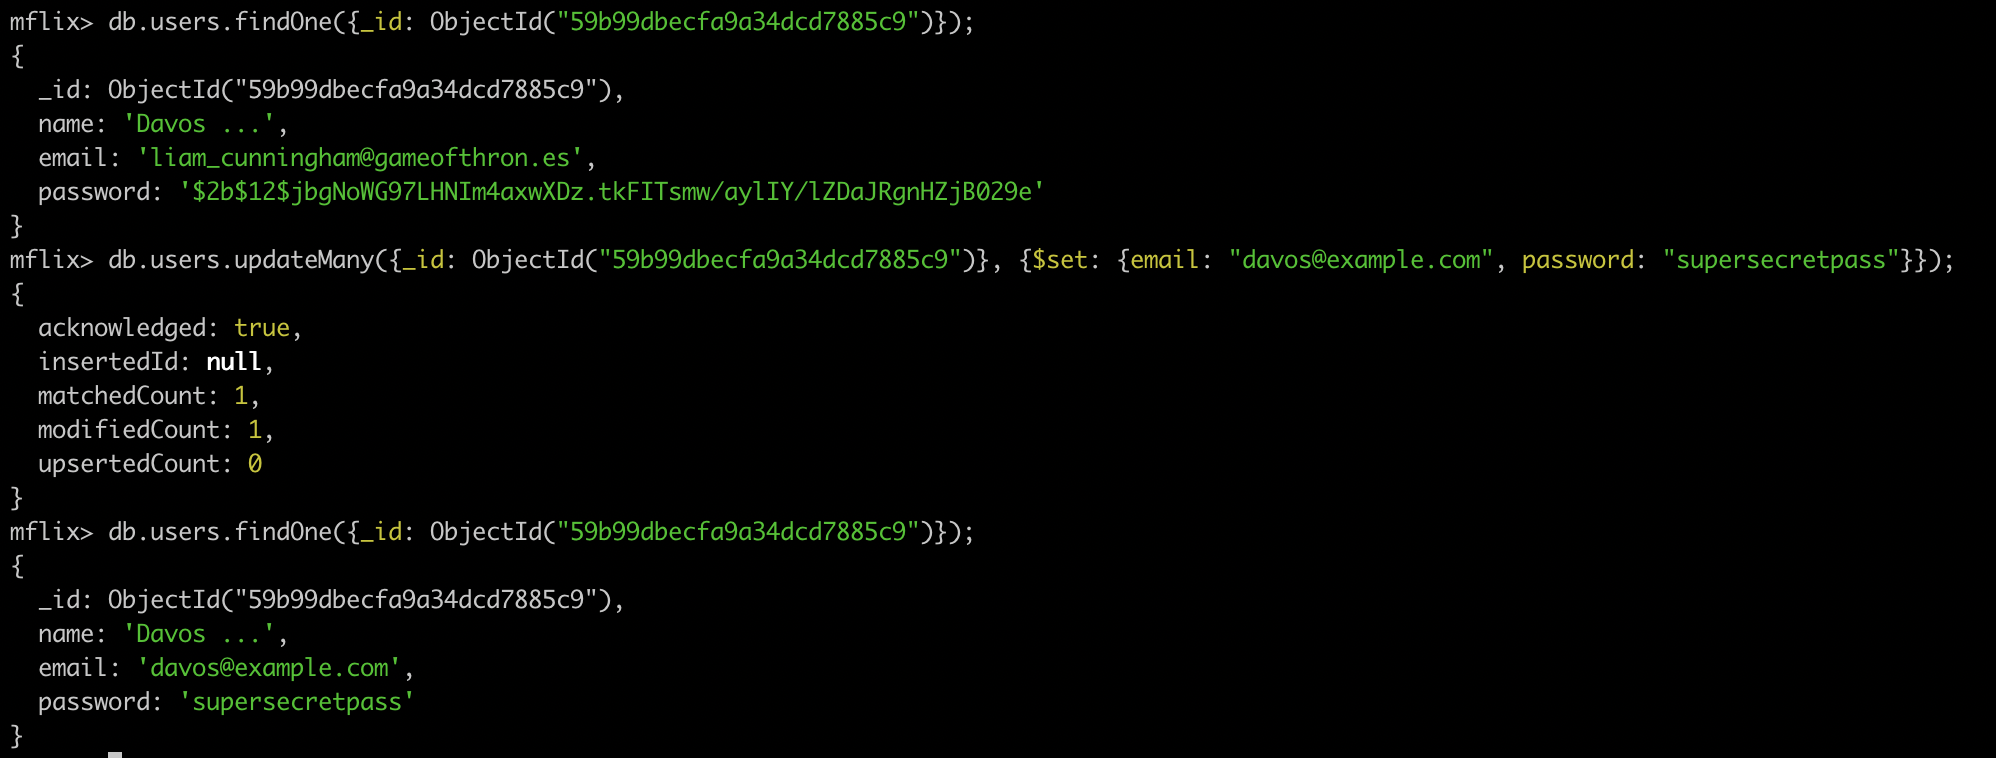 mflix> db.users.findOne({_id: ObjectId("59b99dbecfa9a34dcd7885c9")});
{
  _id: ObjectId("59b99dbecfa9a34dcd7885c9"),
  name: 'Davos ...',
  email: 'liam_cunningham@gameofthron.es',
  password: '$2b$12$jbgNoWG97LHNIm4axwXDz.tkFITsmw/aylIY/lZDaJRgnHZjB029e'
}
mflix> db.users.updateMany({_id: ObjectId("59b99dbecfa9a34dcd7885c9")}, {$set: {email: "davos@example.com", password: "supersecretpass"}});
{
  acknowledged: true,
  insertedId: null,
  matchedCount: 1,
  modifiedCount: 1,
  upsertedCount: 0
}
mflix> db.users.findOne({_id: ObjectId("59b99dbecfa9a34dcd7885c9")});
{
  _id: ObjectId("59b99dbecfa9a34dcd7885c9"),
  name: 'Davos ...',
  email: 'davos@example.com',
  password: 'supersecretpass'
}